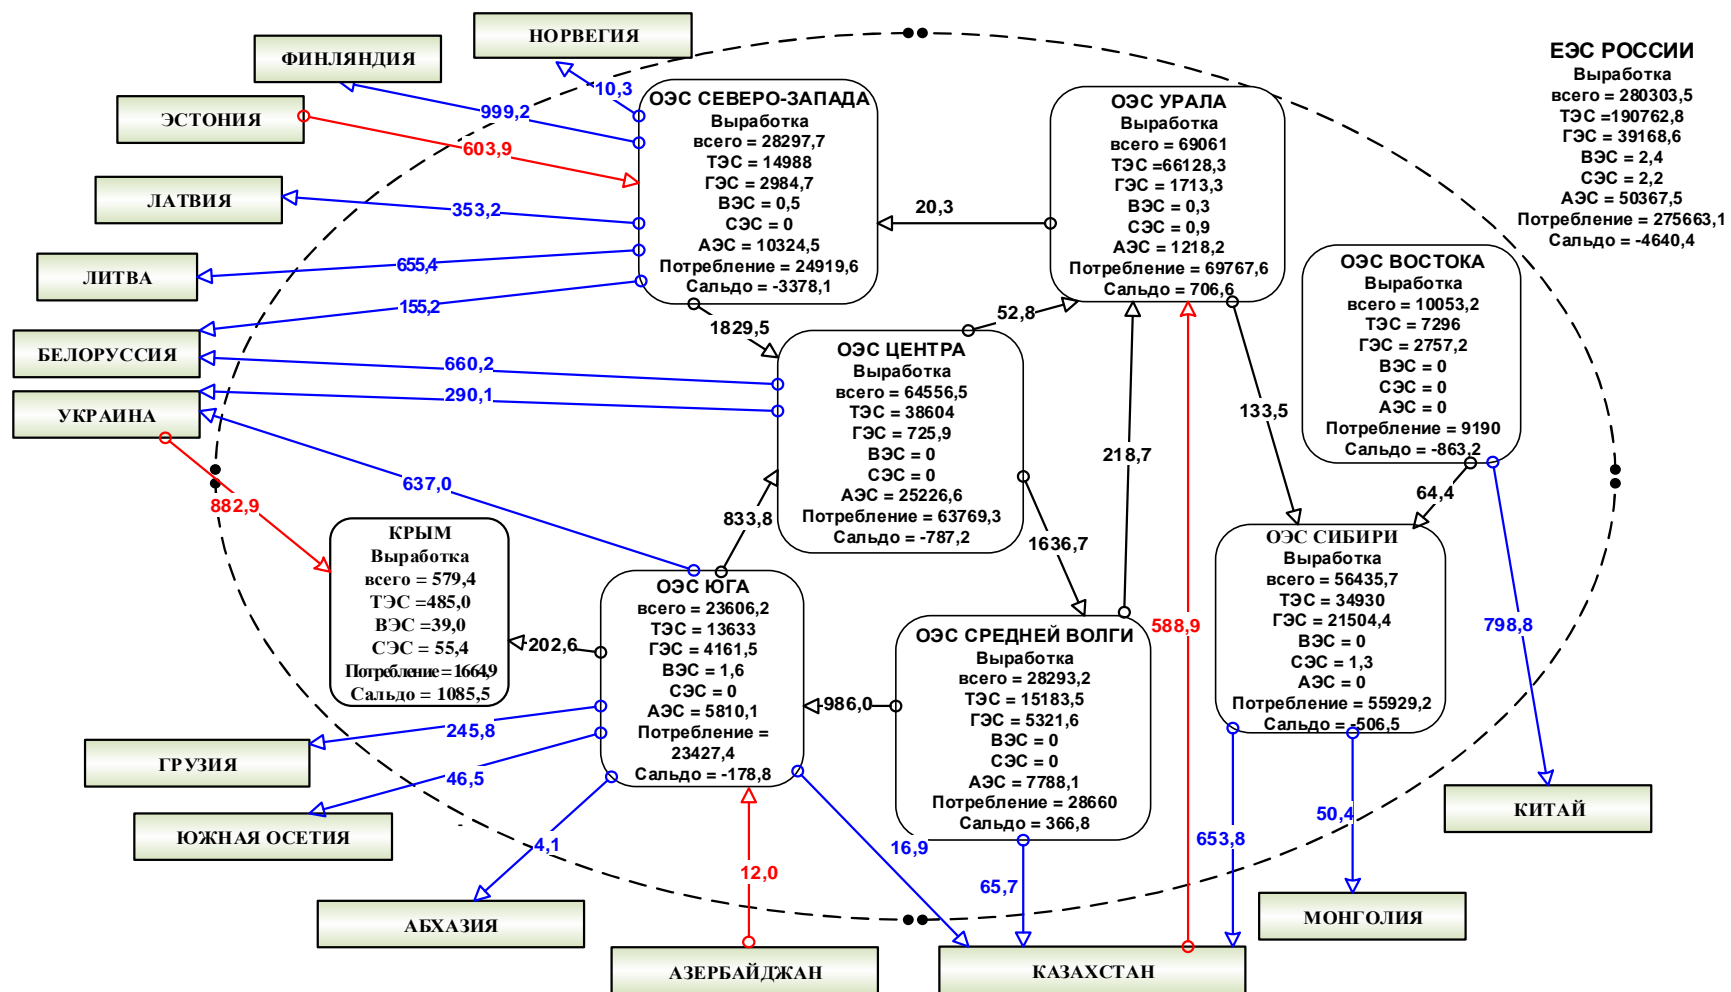 НОРВЕГИЯ
ФИНЛЯНДИЯ
ЭСТОНИЯ
ЛАТВИЯ
ЛИТВА
БЕЛОРУССИЯ
УКРАИНА
10,3
999,2
603,9
353,2
655,4
155,2
660,2
290,1
637,0
882,9
ОЭС СЕВЕРО-ЗАПАДА
Выработка
всего = 28297,7
ТЭС = 14988
ГЭС = 2984,7
ВЭС = 0,5
СЭС = 0
АЭС = 10324,5
Потребление = 24919,6
Сальдо = -3378,1
20,3
ОЭС УРАЛА
Выработка
всего = 69061
ТЭС =66128,3
ГЭС = 1713,3
ВЭС = 0,3
СЭС = 0,9
АЭС = 1218,2
Потребление = 69767,6
Сальдо = 706,6
ЕЭС РОССИИ
Выработка
всего = 280303,5
ТЭС =190762,8
ГЭС = 39168,6
ВЭС = 2,4
СЭС = 2,2
АЭС = 50367,5
Потребление = 275663,1
Сальдо = -4640,4
ОЭС ВОСТОКА
Выработка
всего = 10053,2
ТЭС = 7296
ГЭС = 2757,2
ВЭС = 0
СЭС = 0
АЭС = 0
Потребление = 9190
Сальдо = -863,2
1829,5
52,8
ОЭС ЦЕНТРА
Выработка
всего = 64556,5
ТЭС = 38604
ГЭС = 725,9
ВЭС = 0
СЭС = 0
АЭС = 25226,6
Потребление = 63769,3
Сальдо = -787,2
133,5
218,7
64,4
833,8
1636,7
588,9
798,8
КРЫМ
Выработка
всего = 579,4
ТЭС =485,0
ВЭС =39,0
СЭС = 55,4
Потребление = 1664,9
Сальдо = 1085,5
202,6
ОЭС ЮГА
всего = 23606,2
ТЭС = 13633
ГЭС = 4161,5
ВЭС = 1,6
СЭС = 0
АЭС = 5810,1
Потребление =
23427,4
Сальдо = -178,8
986,0
ОЭС СРЕДНЕЙ ВОЛГИ
Выработка
всего = 28293,2
ТЭС = 15183,5
ГЭС = 5321,6
ВЭС = 0
СЭС = 0
АЭС = 7788,1
Потребление = 28660
Сальдо = 366,8
ОЭС СИБИРИ
Выработка
всего = 56435,7
ТЭС = 34930
ГЭС = 21504,4
ВЭС = 0
СЭС = 1,3
АЭС = 0
Потребление = 55929,2
Сальдо = -506,5
245,8
46,5
4,1
12,0
16,9
65,7
653,8
50,4
ГРУЗИЯ
ЮЖНАЯ ОСЕТИЯ
АБХАЗИЯ
АЗЕРБАЙДЖАН
КАЗАХСТАН
МОНГОЛИЯ
КИТАЙ